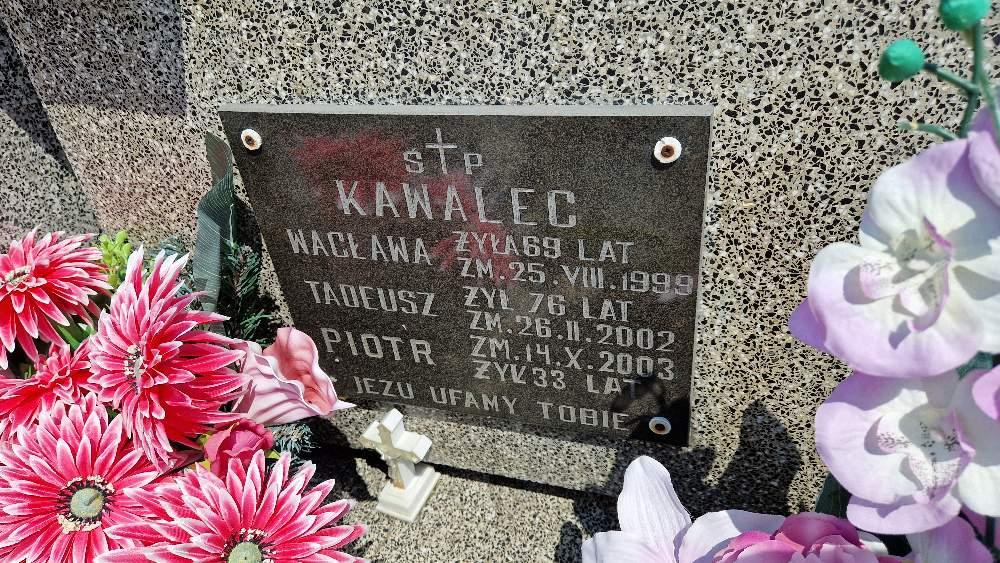 Ś P
KAWALEC
WACŁAWA ŻYŁA 69 LAT
ZM. 25. VIII. 1999
TADEUSZ ŻYŁ 76 LAT
ZM. 26. II. 2002
PIOTR ZM. 14. X. 2003
ŻYŁ 33 LAT
JEZU UFAMY TOBIE